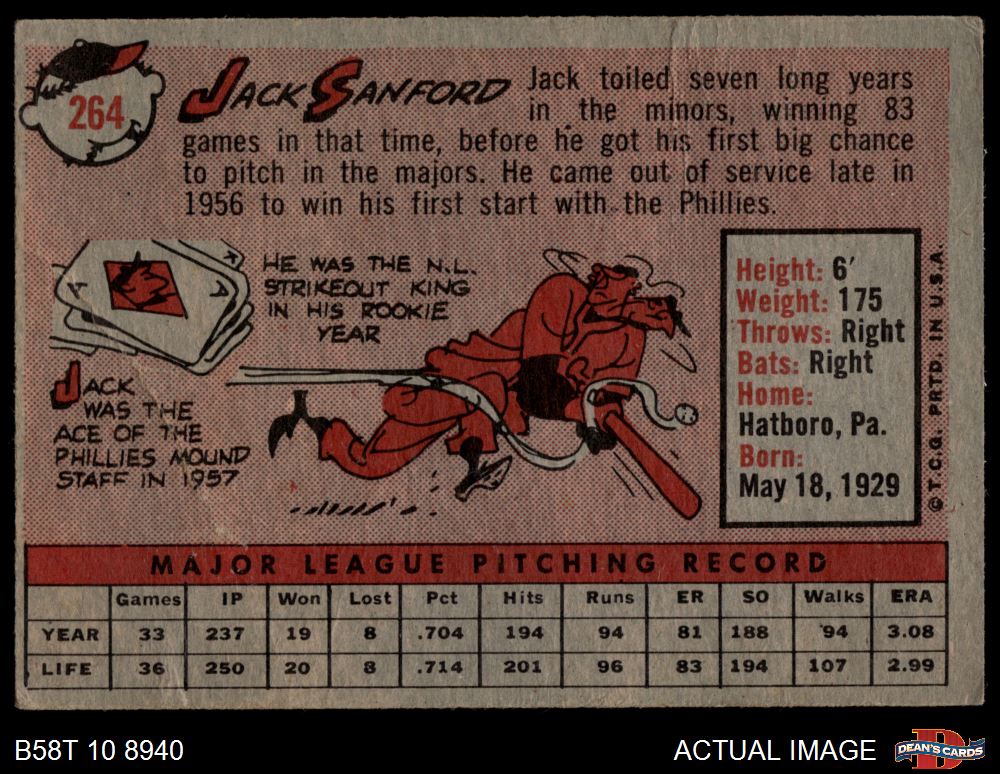 264
JACK SANFORD Jack toiled seven long years
in the minors, winning 83
games in that time, before he got his first big chance
to pitch in the majors. He came out of service late in
1956 to win his first start with the Phillies.
HE WAS THE N.L.
STRIKEOUT KING
IN HIS ROOKIE
YEAR
A
A
JACK
WAS THE
ACE OF THE
PHILLIES MOUND
STAFF IN 1957
Height: 6′
Weight: 175
Throws: Right
Bats: Right
Home:
Hatboro, Pa.
Born:
May 18, 1929
©T.C.G. PRTD. IN U.S.A.
MAJOR LEAGUE PITCHING RECORD
Games IP Won Lost Pct Hits Runs ER SO Walks ERA
YEAR 33 237 19 8 .704 194 94 81 188 94 3.08
LIFE 36 250 20 8 .714 201 96 83 194 107 2.99
B58T 10 8940
ACTUAL IMAGE
D
DEAN'S CARDS